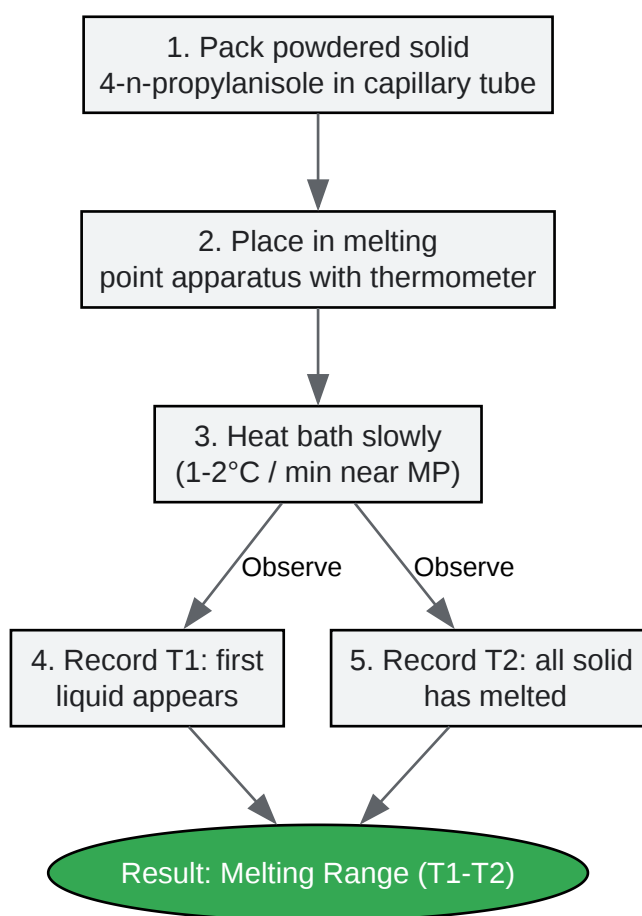 1. Pack powdered solid
4-n-propylanisole in capillary tube
2. Place in melting
point apparatus with thermometer
3. Heat bath slowly
(1-2°C / min near MP)
Observe
Observe
4. Record T1: first
liquid appears
5. Record T2: all solid
has melted
Result: Melting Range (T1-T2)